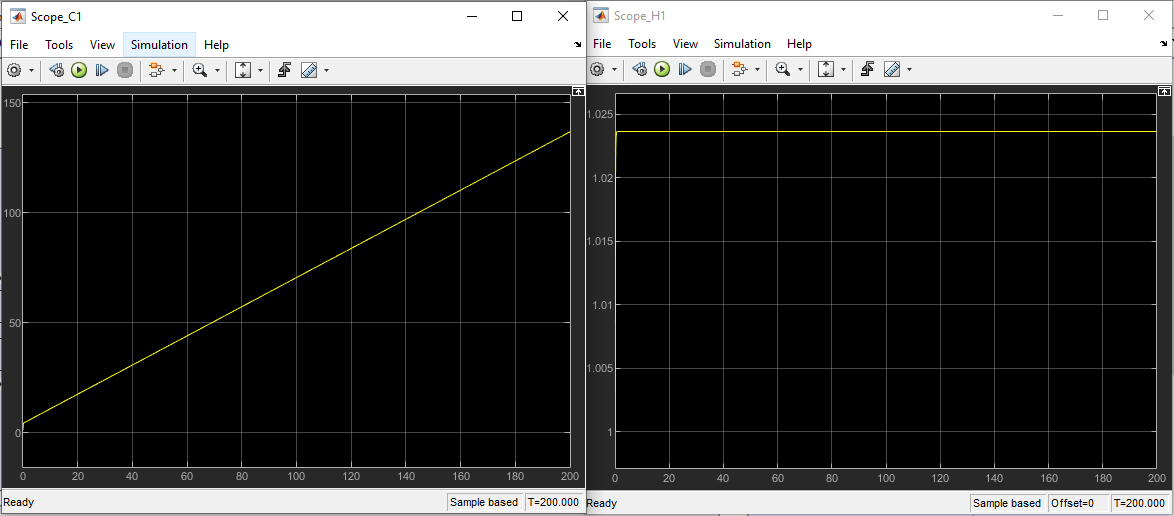 Scope_C1
File Tools View Simulation Help
150
100
50
0
0 20 40 60 80 100 120 140 160 180 200
Ready Sample based T=200.000
Scope_H1
File Tools View Simulation Help
1.025
1.02
1.015
1.01
1.005
1
0 20 40 60 80 100 120 140 160 180 200
Ready Sample based Offset=0 T=200.000